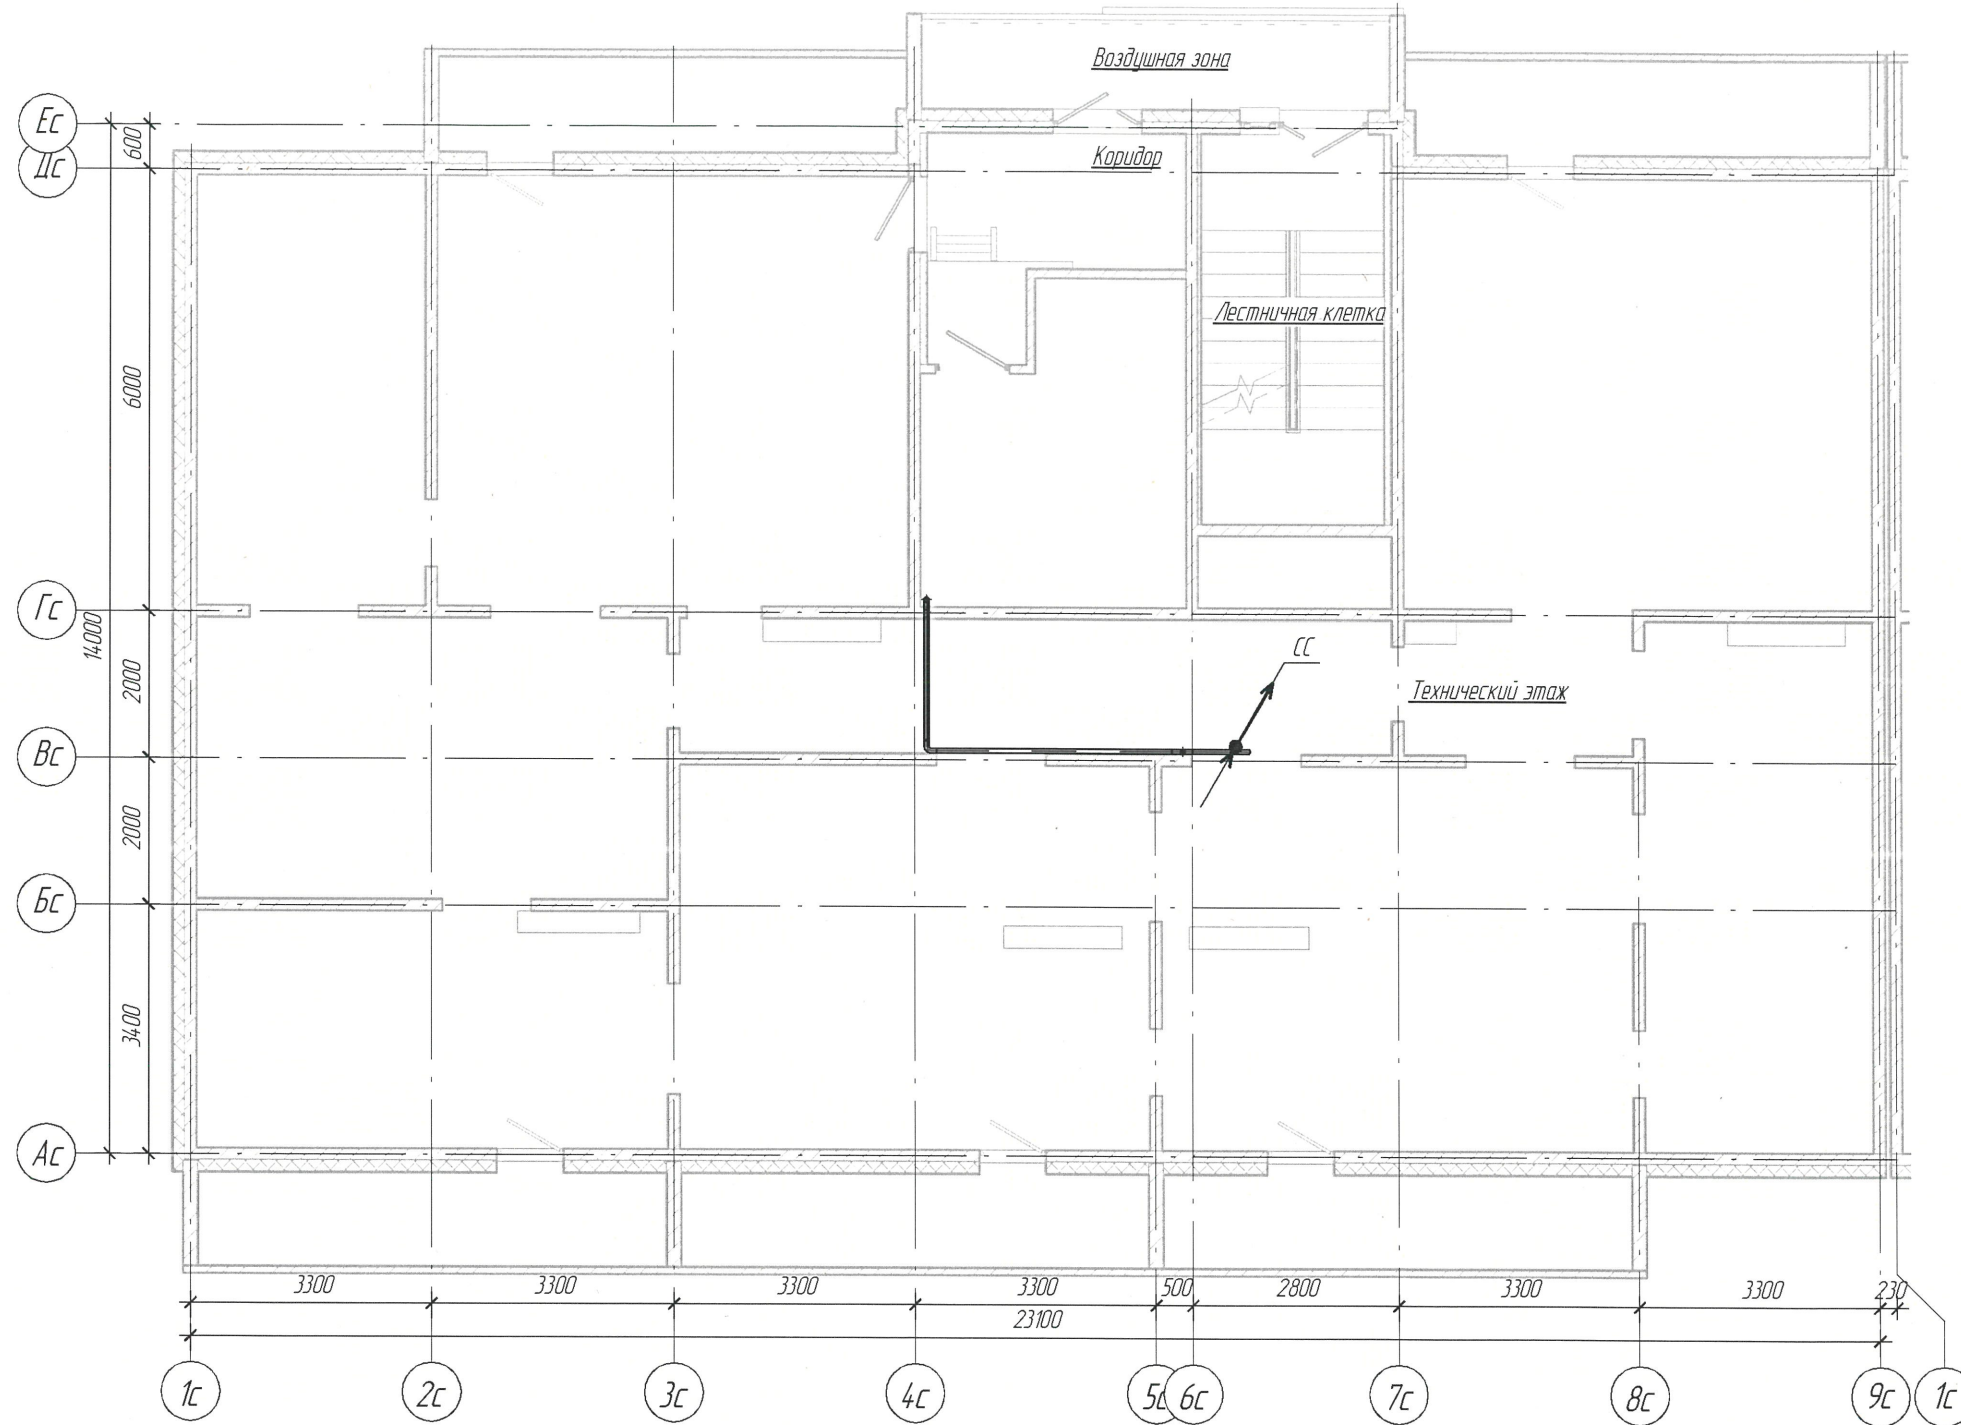 Воздушная зона
Ес
600
Дс
Коридор
Лестничная клетка
6000
Гс
14000
СС
2000
Технический этаж
Вс
2000
Бс
3400
Ас
3300
3300
3300
3300
500
2800
3300
3300
230
23100
1с
2с
3с
4с
5с
6с
7с
8с
9с
1с